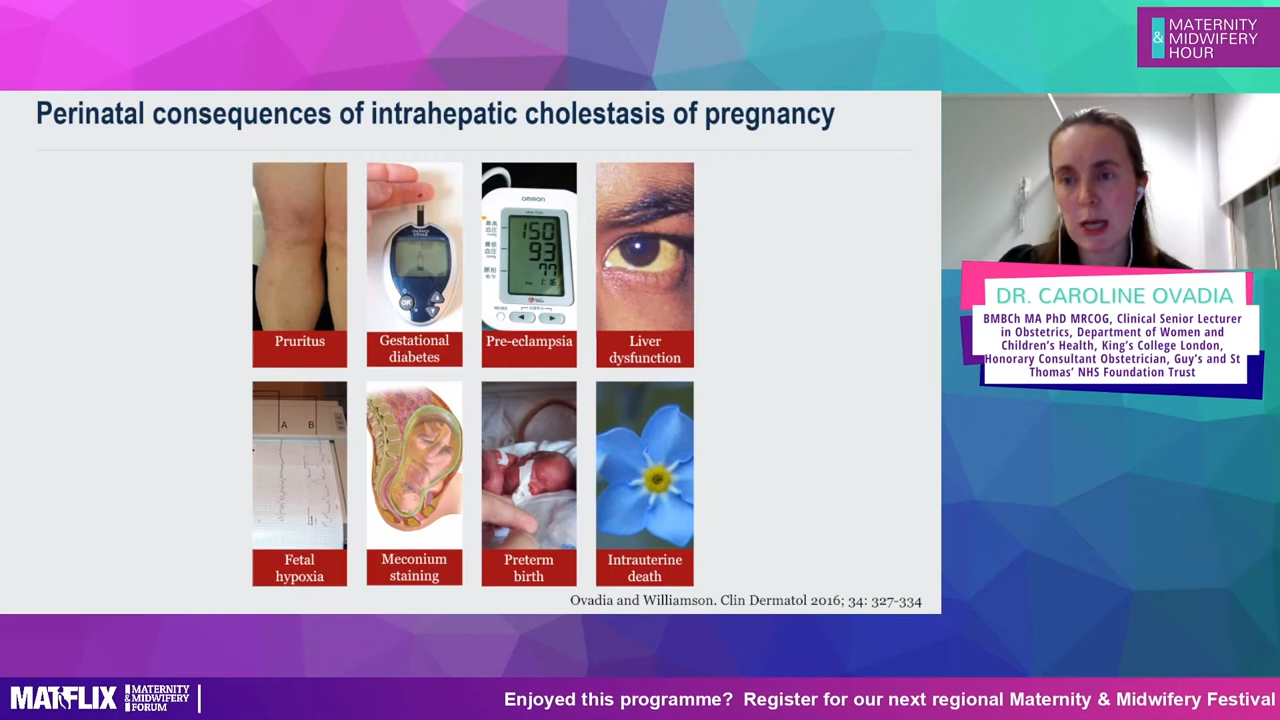 &
MATERNITY
MIDWIFERY
HOUR
Perinatal consequences of intrahepatic cholestasis of pregnancy
OK
OMRON
150
93
77
A B
Pruritus
Gestational
diabetes
Pre-eclampsia
Liver
dysfunction
Fetal
hypoxia
Meconium
staining
Preterm
birth
Intrauterine
death
Ovadia and Williamson. Clin Dermatol 2016; 34: 327-334
DR. CAROLINE OVADIA
BMBCh MA PhD MRCOG, Clinical Senior Lecturer
in Obstetrics, Department of Women and
Children's Health, King's College London,
Honorary Consultant Obstetrician, Guy's and St
Thomas' NHS Foundation Trust
MATFLIX
MATERNITY
& MIDWIFERY
FORUM
Enjoyed this programme? Register for our next regional Maternity & Midwifery Festival